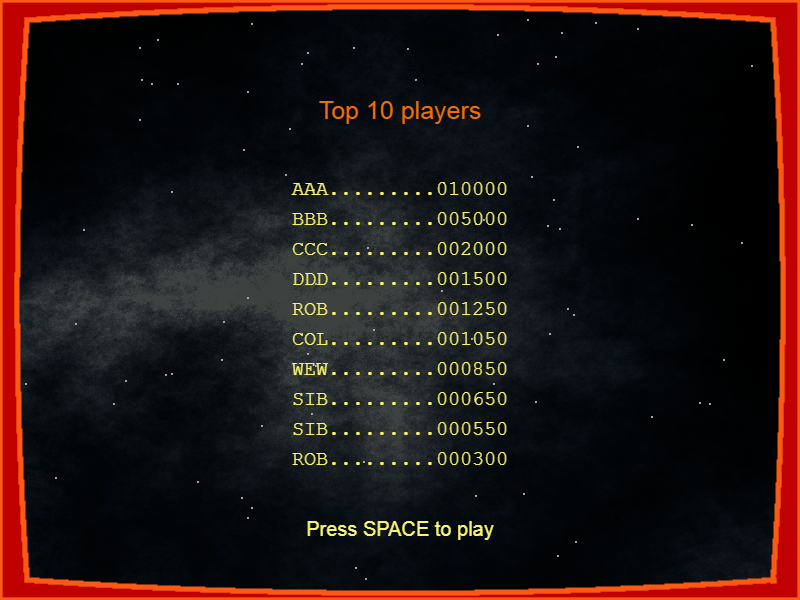 Top 10 players
AAA.........010000
BBB.........005000
CCC.........002000
DDD.........001500
ROB.........001250
COL.........001050
WEW.........000850
SIB.........000650
SIB.........000550
ROB.........000300
Press SPACE to play